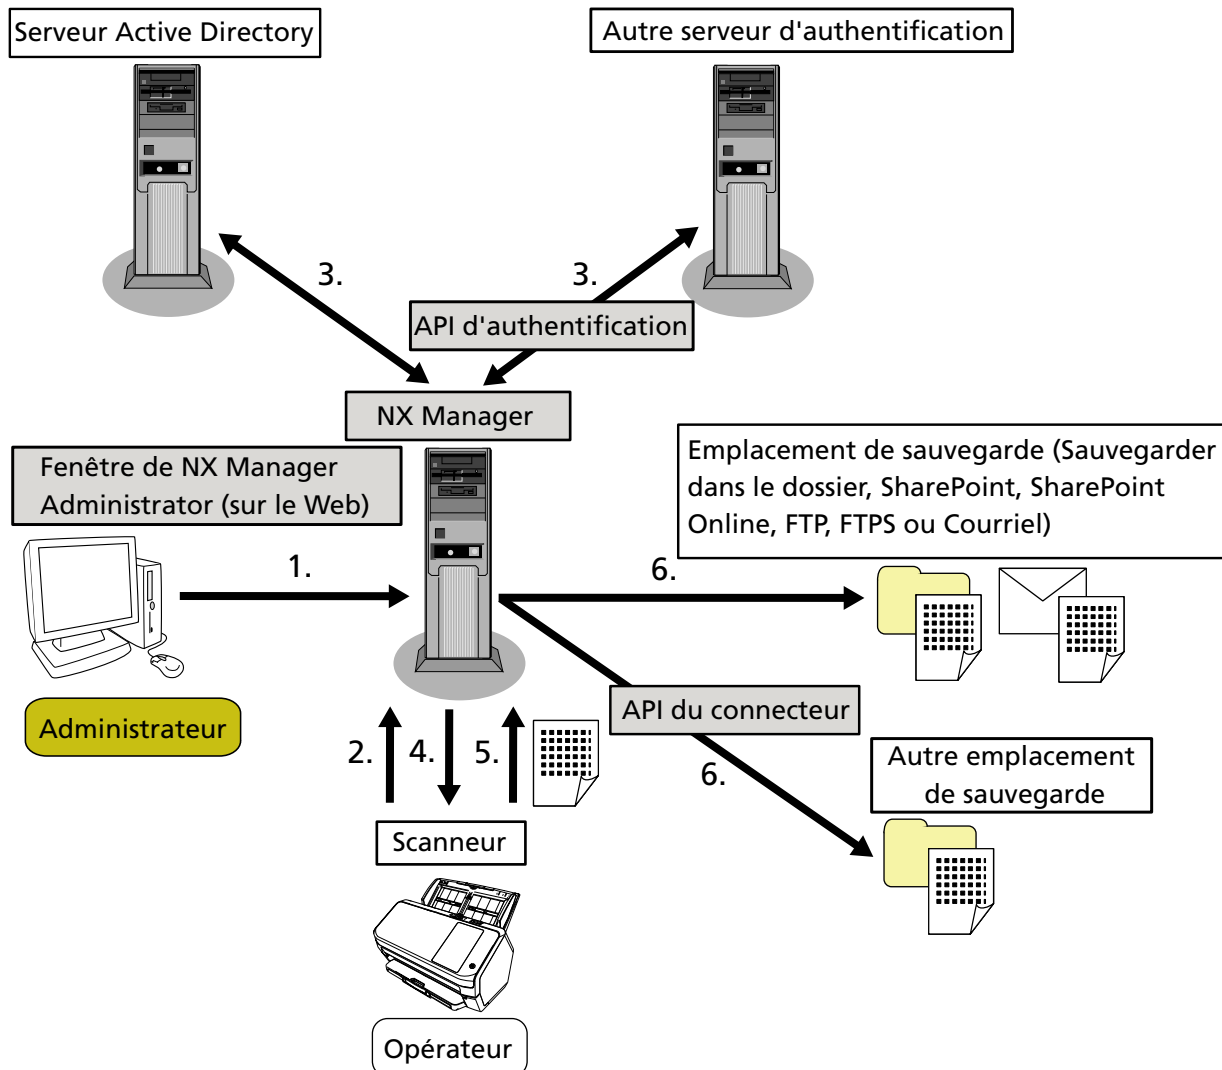 Serveur Active Directory
Autre serveur d'authentification
3.
3.
API d'authentification
NX Manager
Fenêtre de NX Manager
Administrator (sur le Web)
Emplacement de sauvegarde (Sauvegarder
dans le dossier, SharePoint, SharePoint
Online, FTP, FTPS ou Courriel)
1.
6.
Administrateur
API du connecteur
2.
4.
5.
6.
Autre emplacement
de sauvegarde
Scanneur
Opérateur